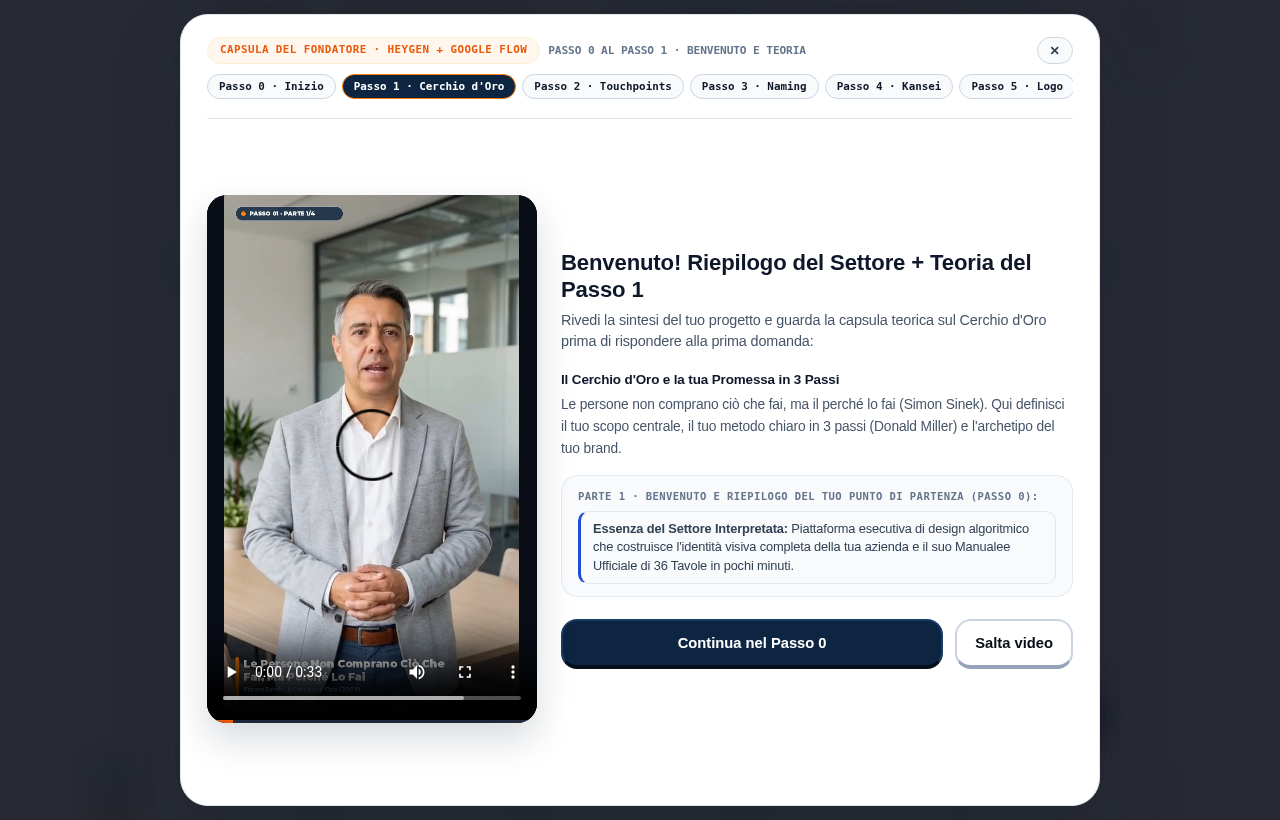 CAPSULA DEL FONDATORE · HEYGEN + GOOGLE FLOW
PASSO 0 AL PASSO 1 · BENVENUTO E TEORIA
✕
Passo 0 · Inizio
Passo 1 · Cerchio d'Oro
Passo 2 · Touchpoints
Passo 3 · Naming
Passo 4 · Kansei
Passo 5 · Logo
PASSO 01 · PARTE 1/4
Le Persone Non Comprano Ciò Che
Fai, Ma Perché Lo Fai
0:00 / 0:33
Benvenuto! Riepilogo del Settore + Teoria del
Passo 1
Rivedi la sintesi del tuo progetto e guarda la capsula teorica sul Cerchio d'Oro
prima di rispondere alla prima domanda:
Il Cerchio d'Oro e la tua Promessa in 3 Passi
Le persone non comprano ciò che fai, ma il perché lo fai (Simon Sinek). Qui definisci
il tuo scopo centrale, il tuo metodo chiaro in 3 passi (Donald Miller) e l'archetipo del
tuo brand.
PARTE 1 · BENVENUTO E RIEPILOGO DEL TUO PUNTO DI PARTENZA (PASSO 0):
Essenza del Settore Interpretata: Piattaforma esecutiva di design algoritmico
che costruisce l'identità visiva completa della tua azienda e il suo Manualee
Ufficiale di 36 Tavole in pochi minuti.
Continua nel Passo 0
Salta video